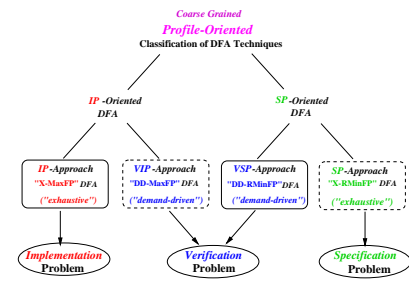 Coarse Grained
Profile-Oriented
Classification of DFA Techniques
IP -Oriented
DFA
SP-Oriented
DFA
IP-Approach
"X-MaxFP" DFA
("exhaustive")
VIP-Approach
"DD-MaxFP" DFA
("demand-driven")
VSP-Approach
"DD-RMinFP" DFA
("demand-driven")
SP-Approach
"X-RMinFP" DFA
("exhaustive")
Implementation
Problem
Verification
Problem
Specification
Problem